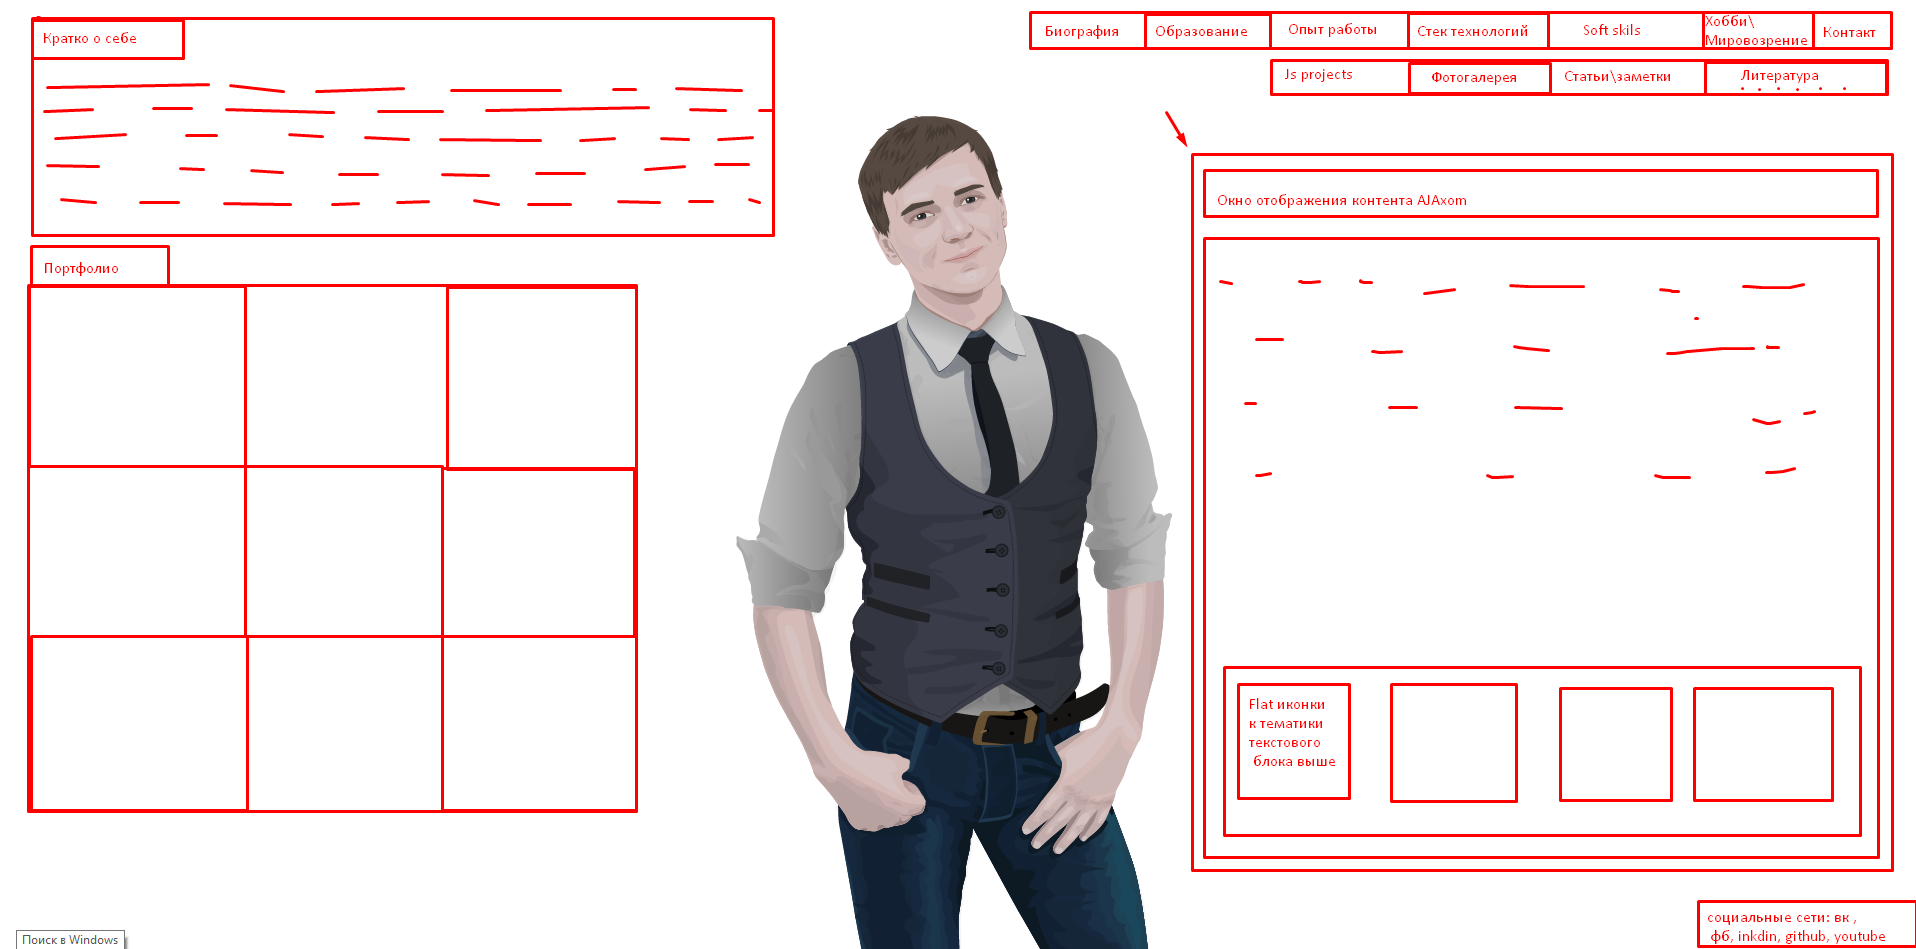 Кратко о себе
Биография
Образование
Опыт работы
Стек технологий
Soft skils
Хобби\
Мировозрение
Контакт
Js projects
Фотогалерея
Статьи\заметки
Литература
Окно отображения контента AJAxom
Портфолио
Flat иконки
к тематики
текстового
блока выше
социальные сети: вк ,
фб, inkdin, github, youtube
Поиск в Windows